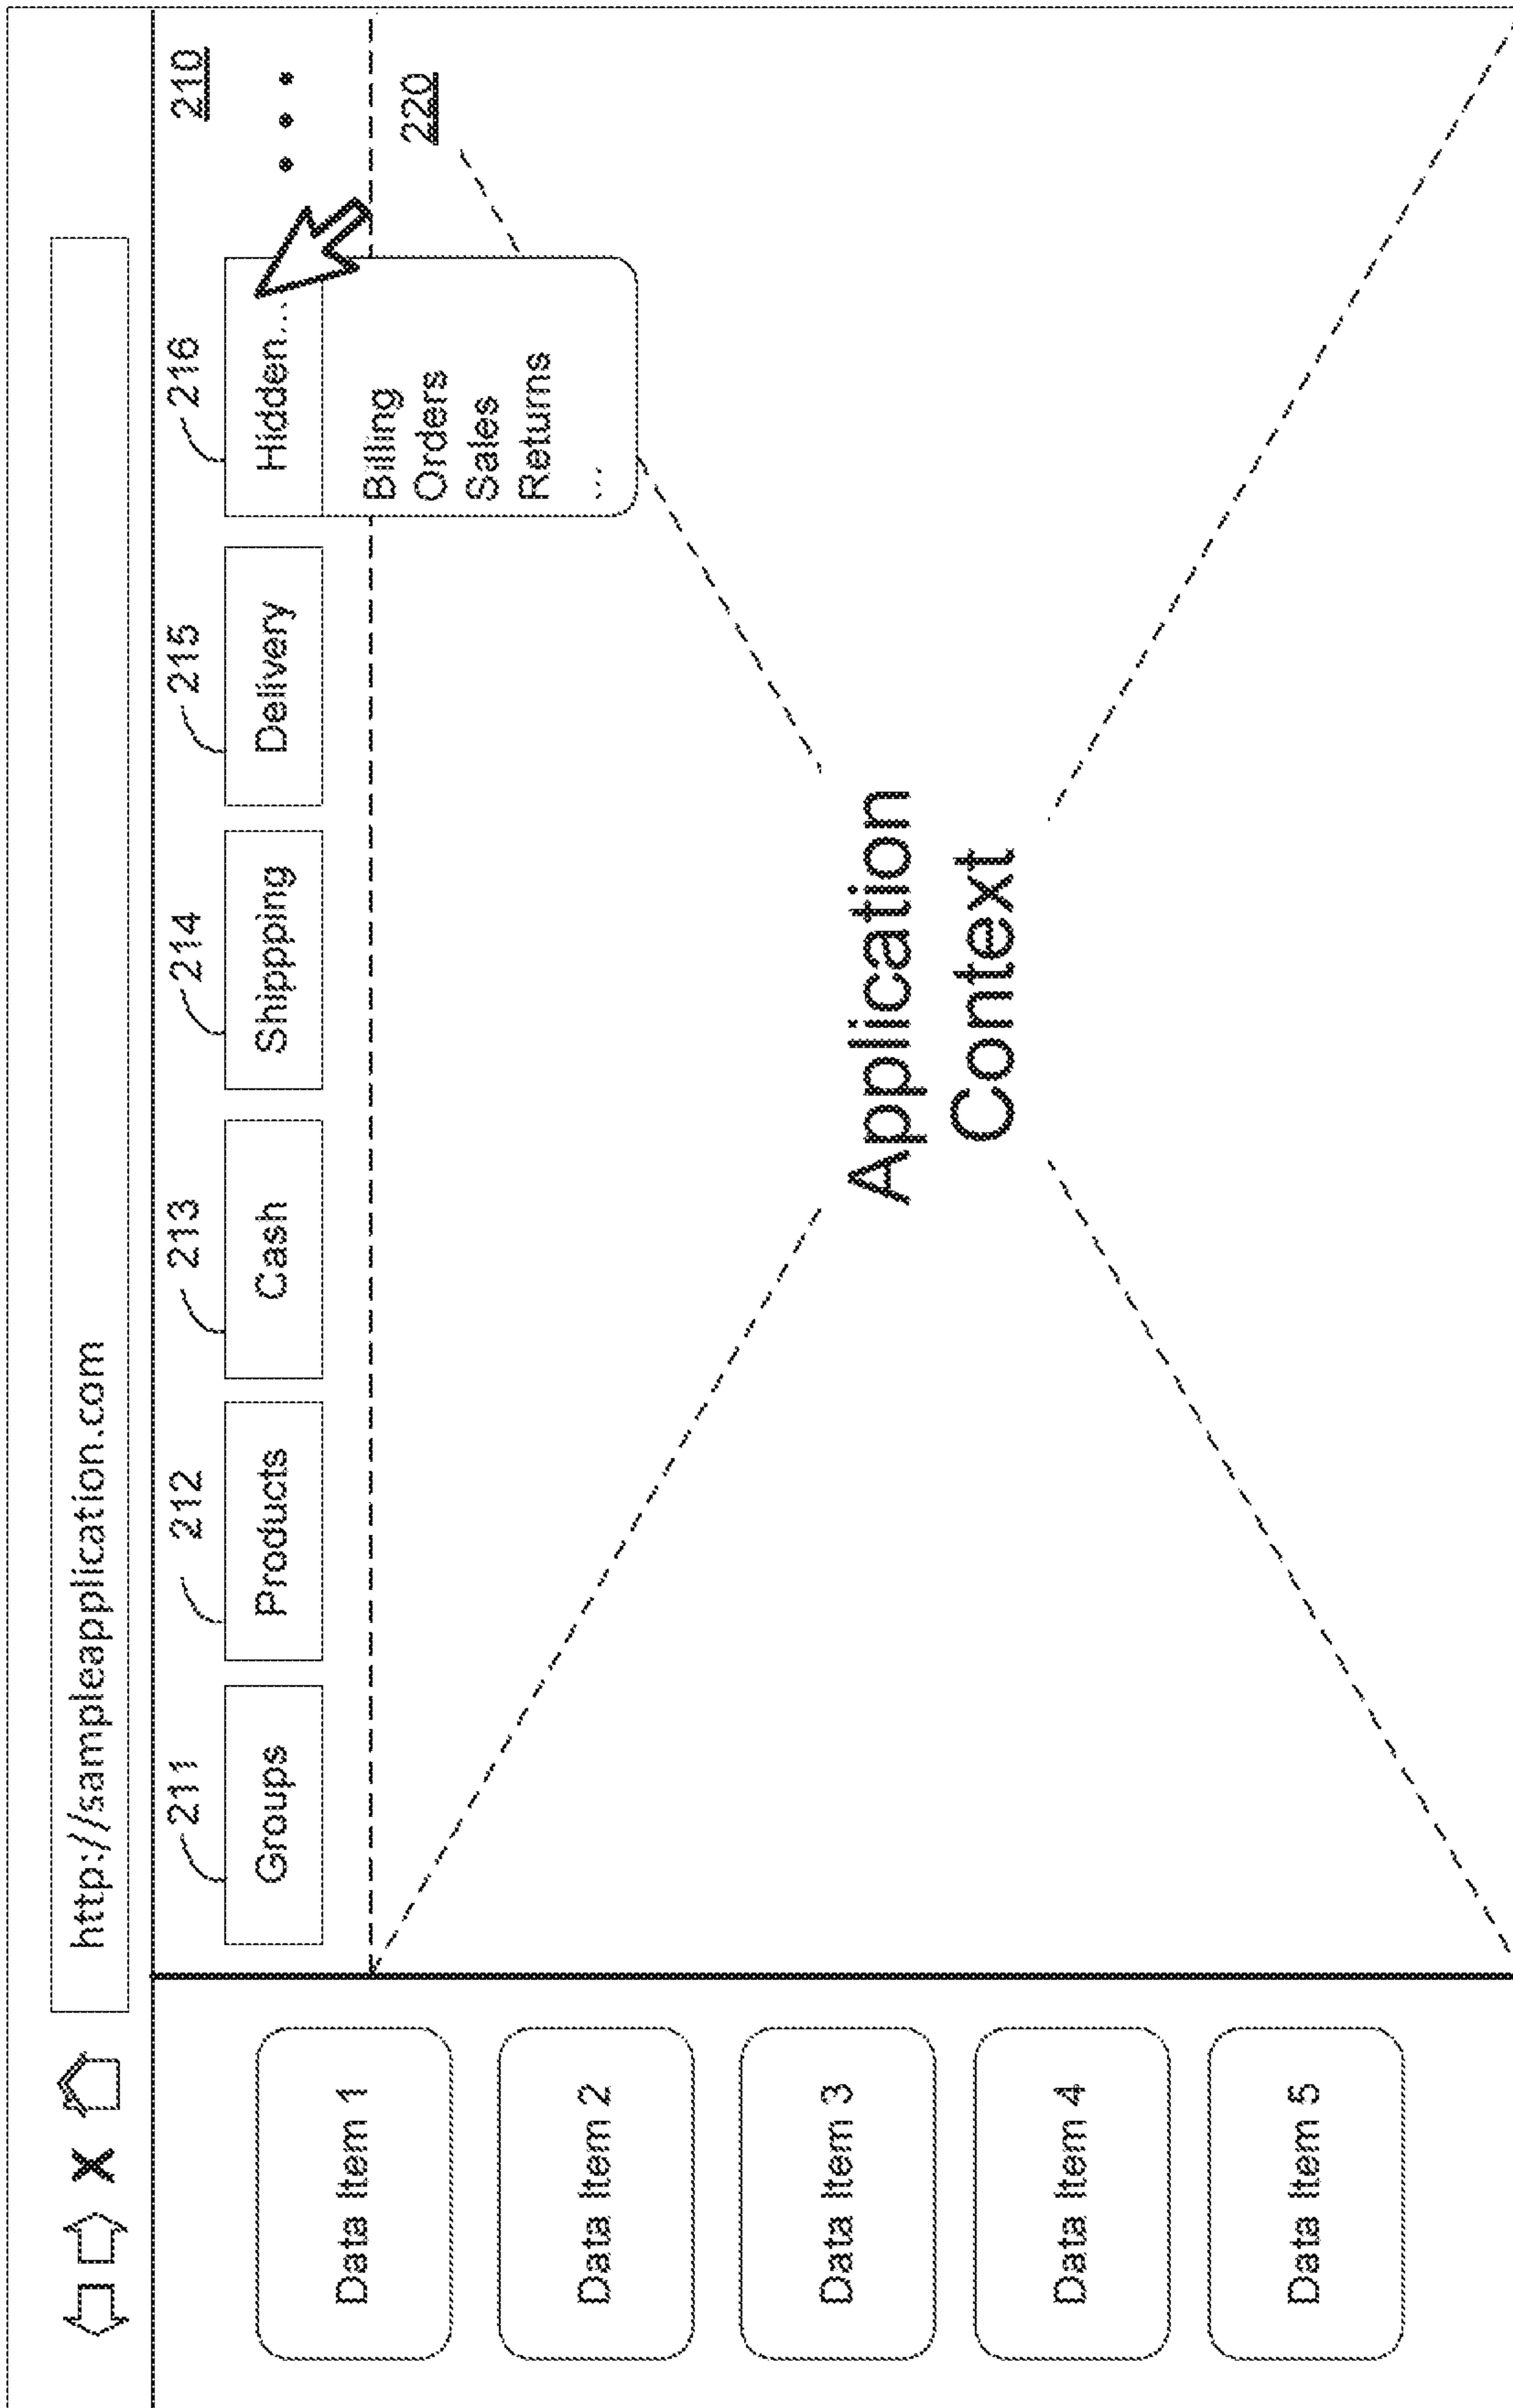 http://sampleapplication.com
210
211
212
213
214
215
216
Groups
Products
Cash
Shipping
Delivery
Hidden...
Billing
Orders
Sales
Returns
...
220
Data Item 1
Data Item 2
Data Item 3
Data Item 4
Data Item 5
Application
Context